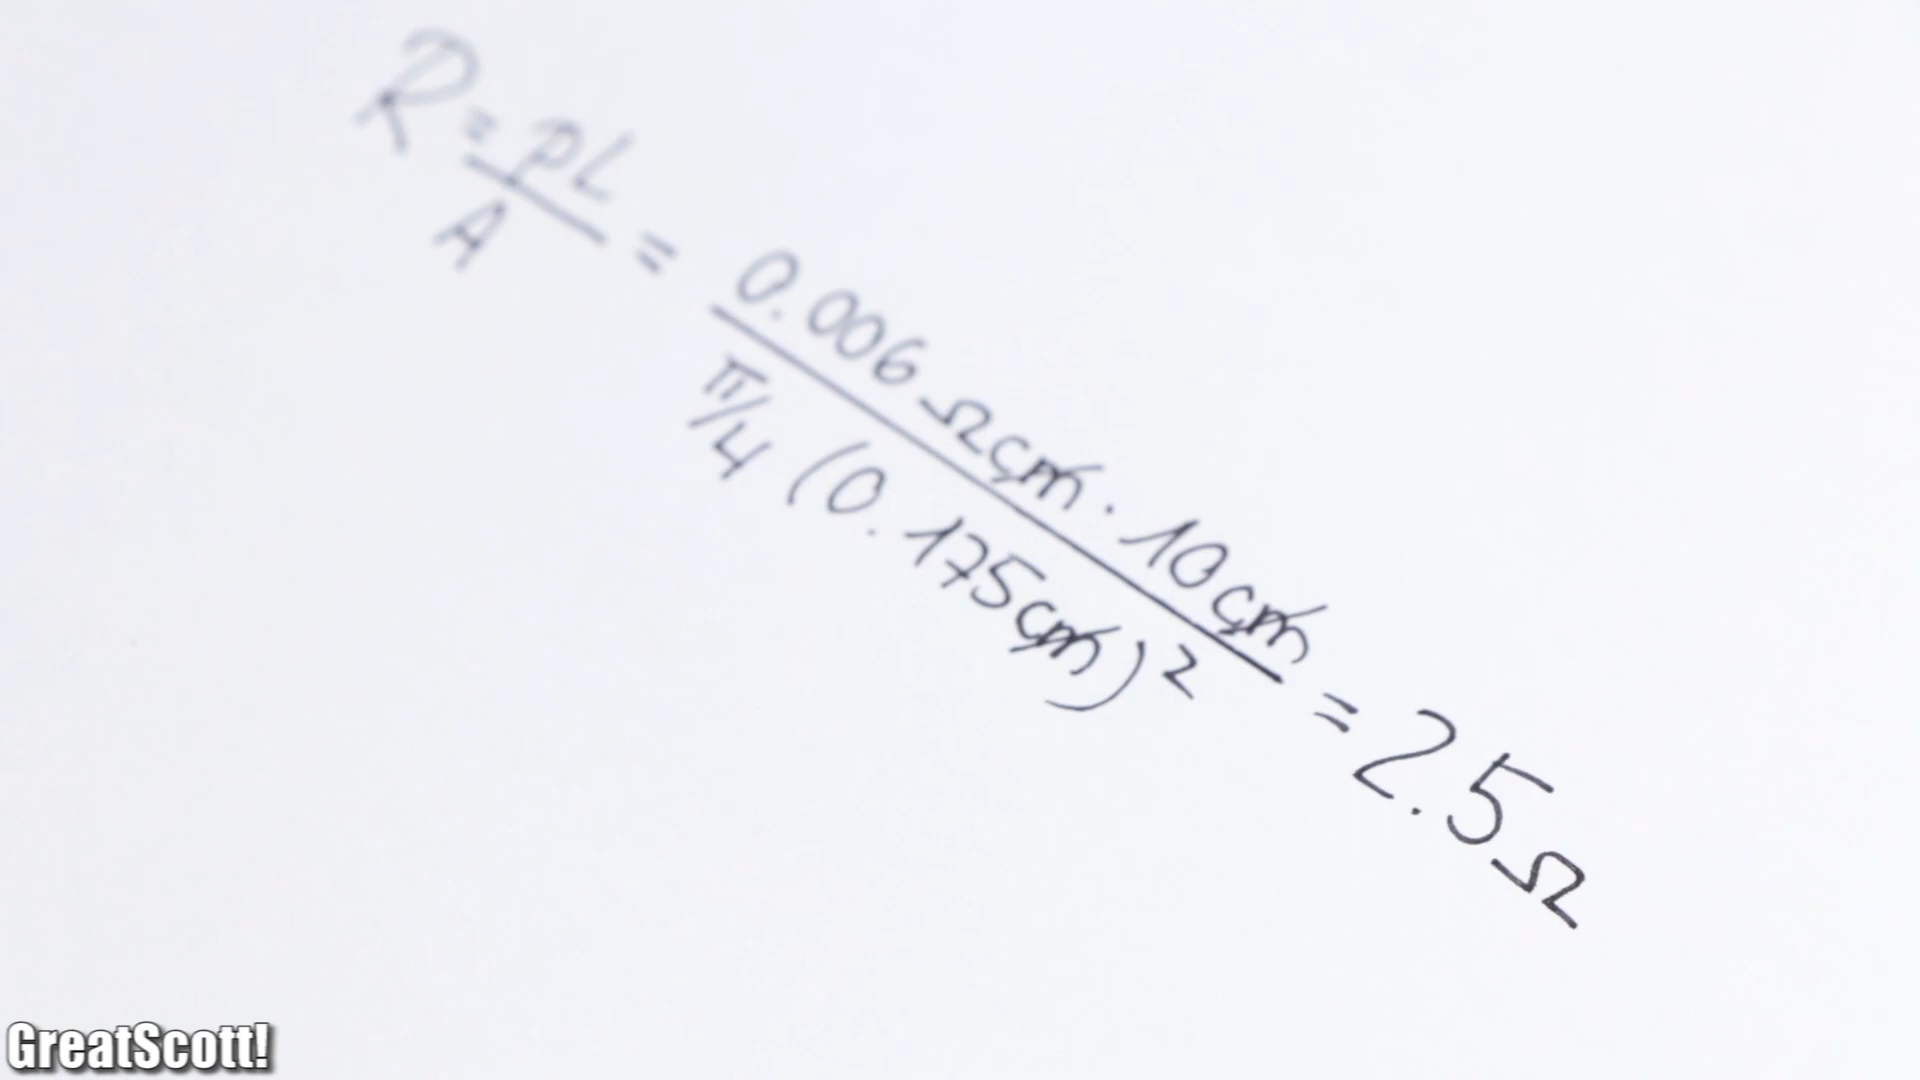 R = ρL/A = 0.006 Ωcm · 10cm / π/4 (0.175cm)² = 2.5Ω
GreatScott!